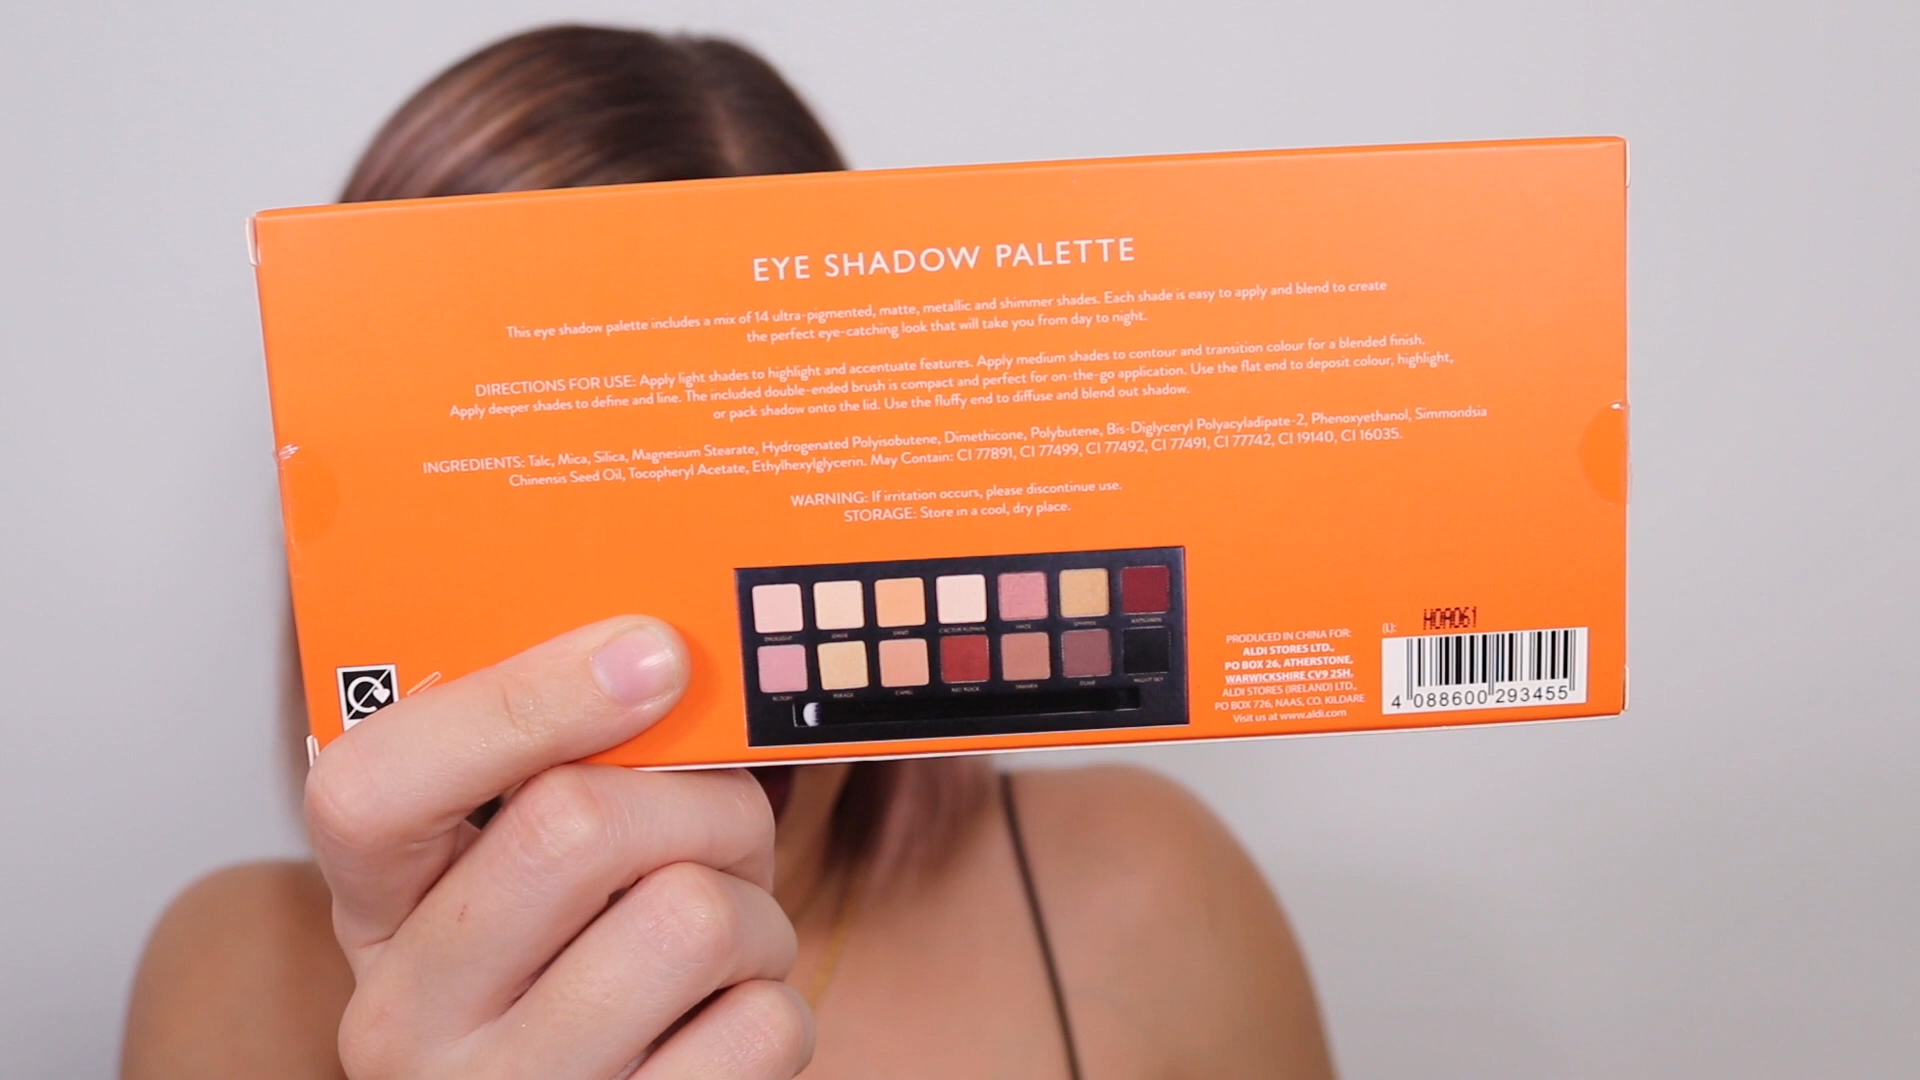 EYE SHADOW PALETTE
This eye shadow palette includes a mix of 14 ultra-pigmented, matte, metallic and shimmer shades. Each shade is easy to apply and blend to create
the perfect eye-catching look that will take you from day to night.
DIRECTIONS FOR USE: Apply light shades to highlight and accentuate features. Apply medium shades to contour and transition colour for a blended finish.
Apply deeper shades to define and line. The included double-ended brush is compact and perfect for on-the-go application. Use the flat end to deposit colour, highlight,
or pack shadow onto the lid. Use the fluffy end to diffuse and blend out shadow.
INGREDIENTS: Talc, Mica, Silica, Magnesium Stearate, Hydrogenated Polyisobutene, Dimethicone, Polybutene, Bis-Diglyceryl Polyacyladipate-2, Phenoxyethanol, Simmondsia
Chinensis Seed Oil, Tocopheryl Acetate, Ethylhexylglycerin. May Contain: CI 77891, CI 77499, CI 77492, CI 77491, CI 77742, CI 19140, CI 16035.
WARNING: If irritation occurs, please discontinue use.
STORAGE: Store in a cool, dry place.
RED ROCK
NIGHT SKY
PRODUCED IN CHINA FOR:
ALDI STORES LTD.,
PO BOX 26, ATHERSTONE,
WARWICKSHIRE CV9 2SH.
ALDI STORES (IRELAND) LTD.,
PO BOX 726, NAAS, CO. KILDARE
Visit us at www.aldi.com
(L):
4 088600 293455